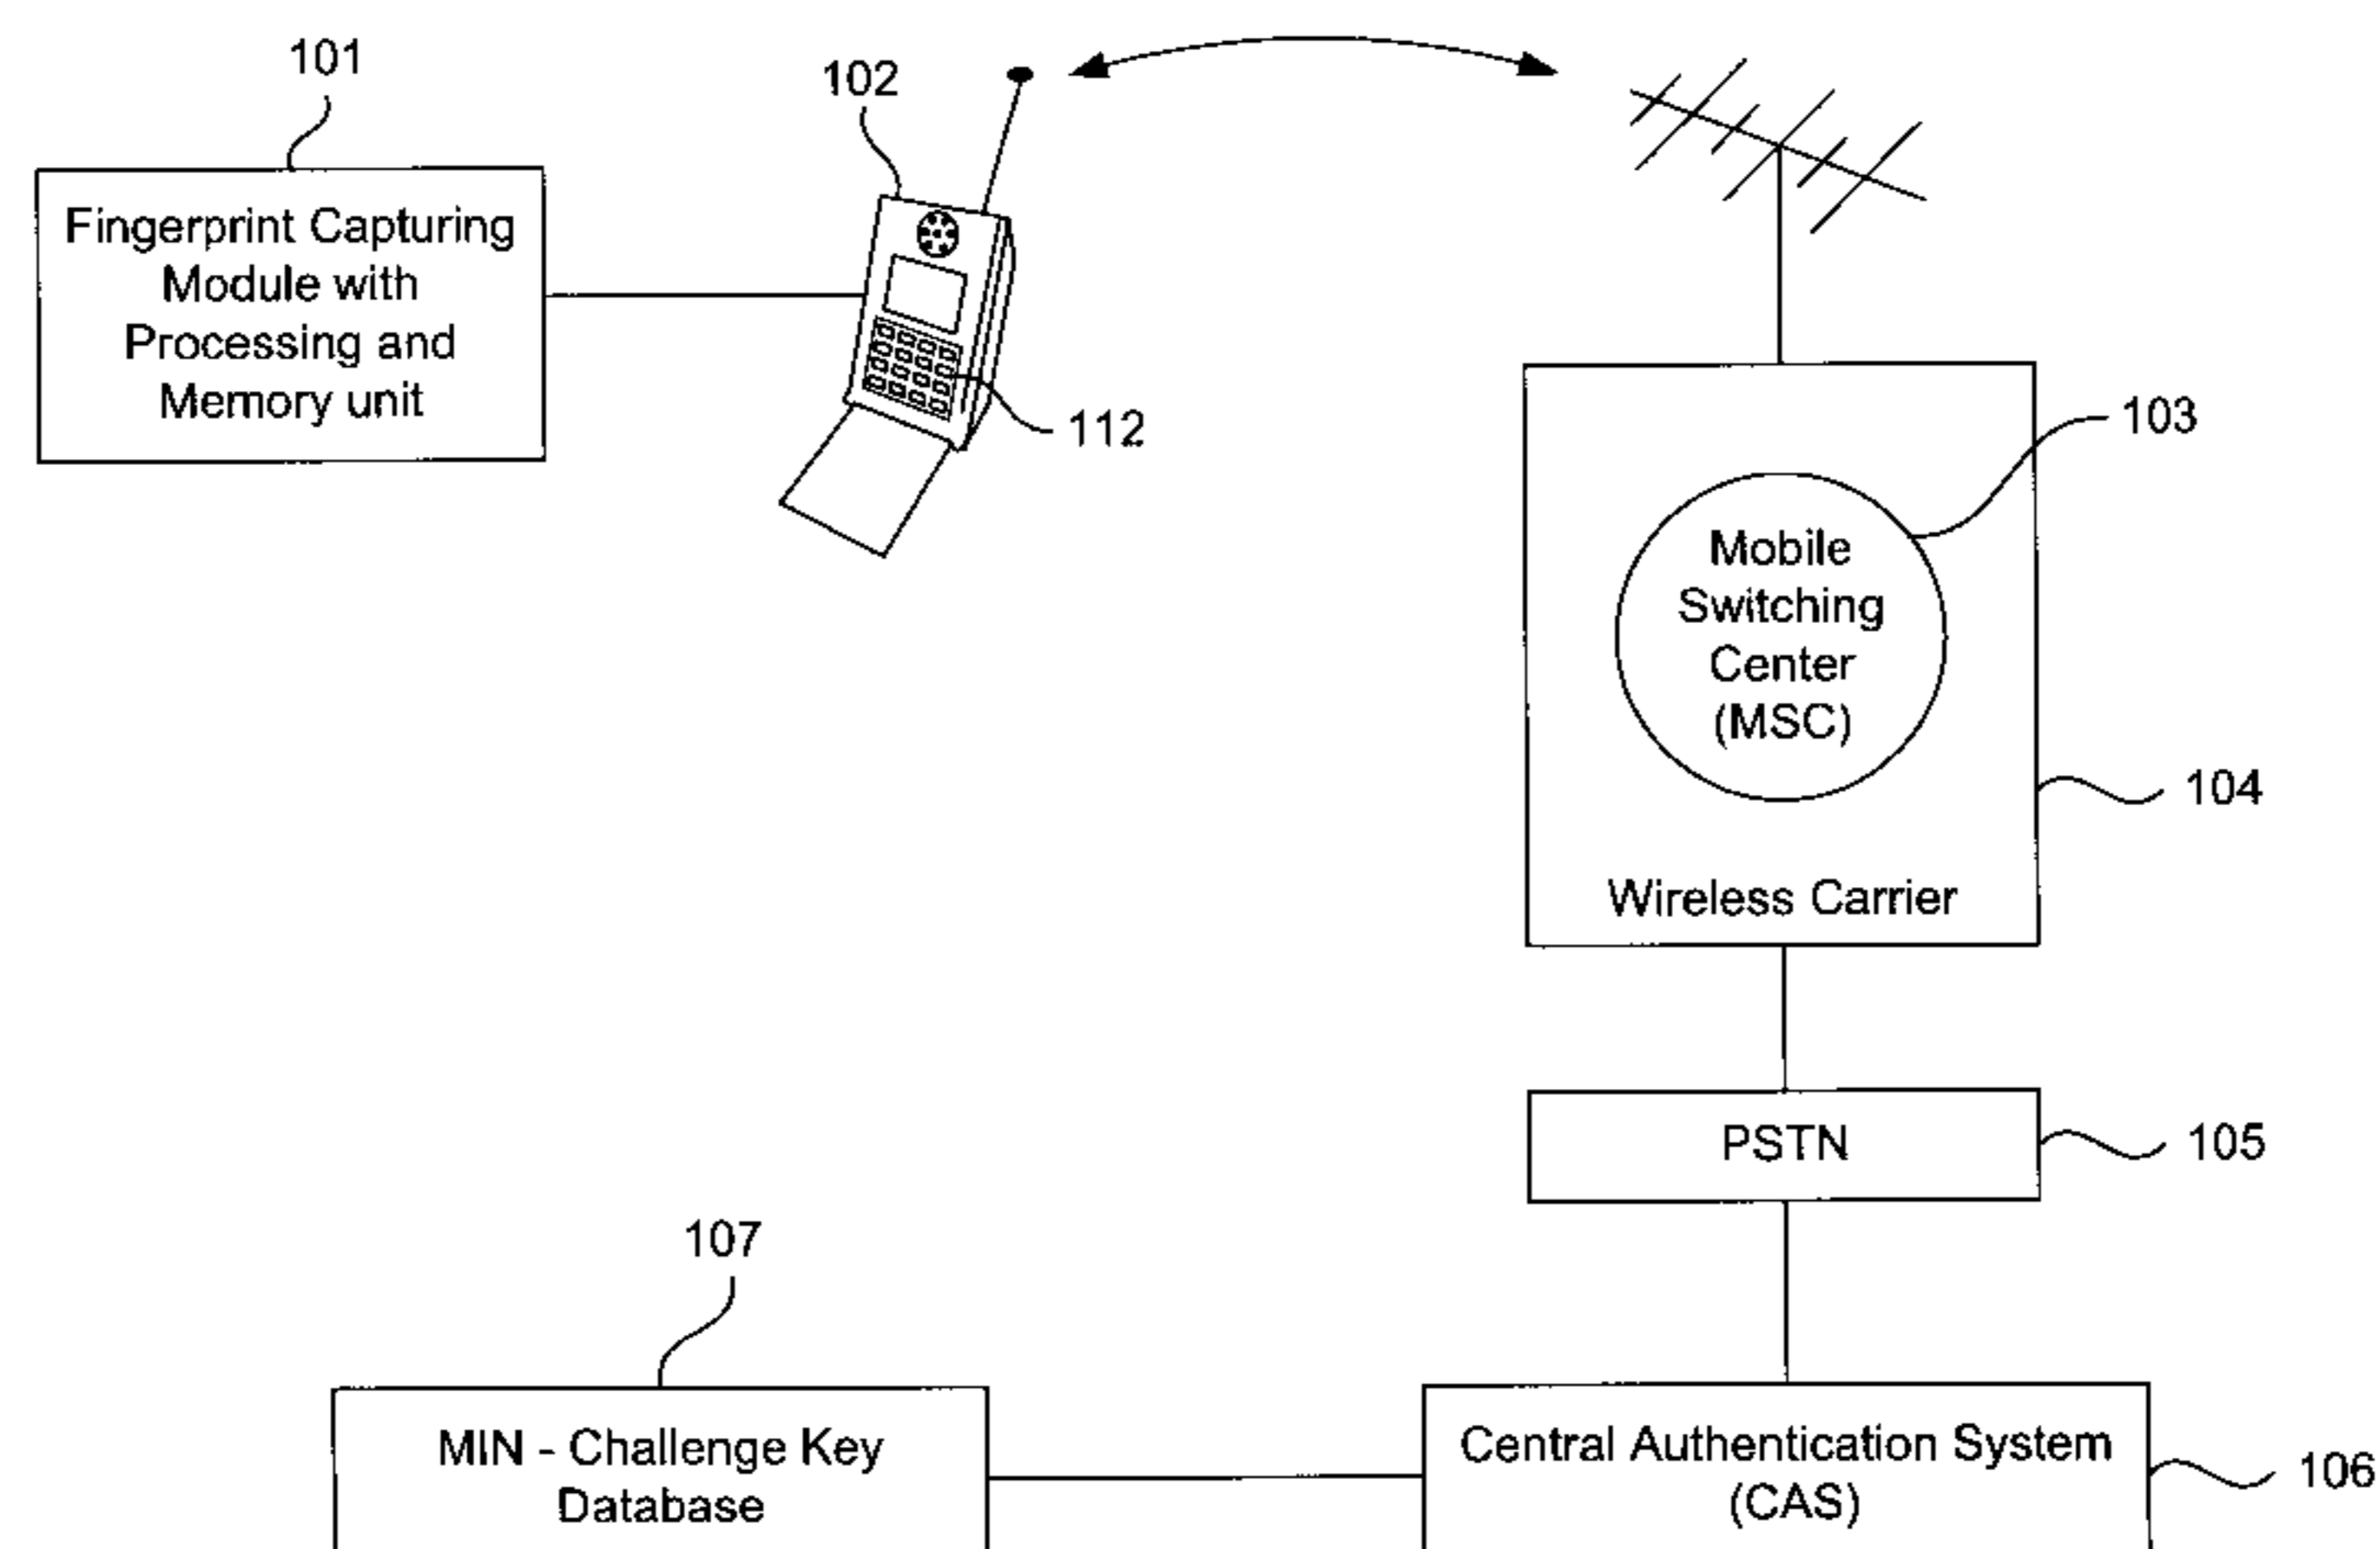 101
102
Fingerprint Capturing
Module with
Processing and
Memory unit
112
103
Mobile
Switching
Center
(MSC)
104
Wireless Carrier
PSTN
105
107
MIN - Challenge Key
Database
Central Authentication System
(CAS)
106